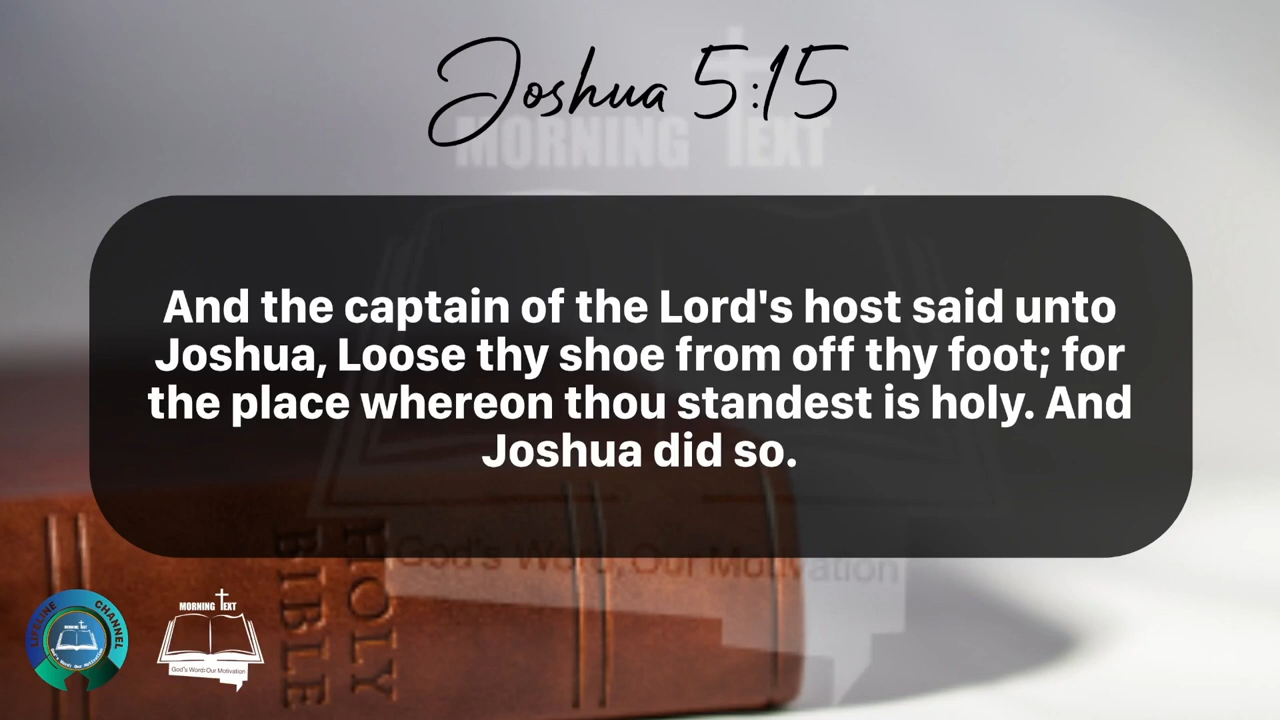 Joshua 5:15
MORNING TEXT
And the captain of the Lord's host said unto
Joshua, Loose thy shoe from off thy foot; for
the place whereon thou standest is holy. And
Joshua did so.
God's Word, Our Motivation
HOLY
BIBLE
LIFELINE CHANNEL
MORNING TEXT
God's Word: Our Motivation